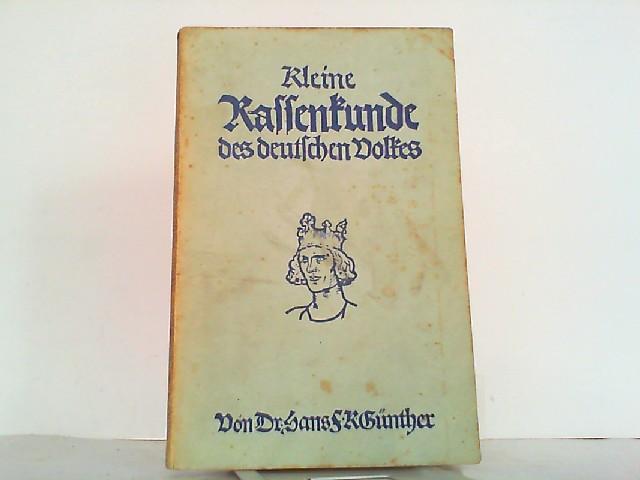 Kleine
Rassenkunde
des deutschen Volkes
Von Dr. Hans F. K. Günther